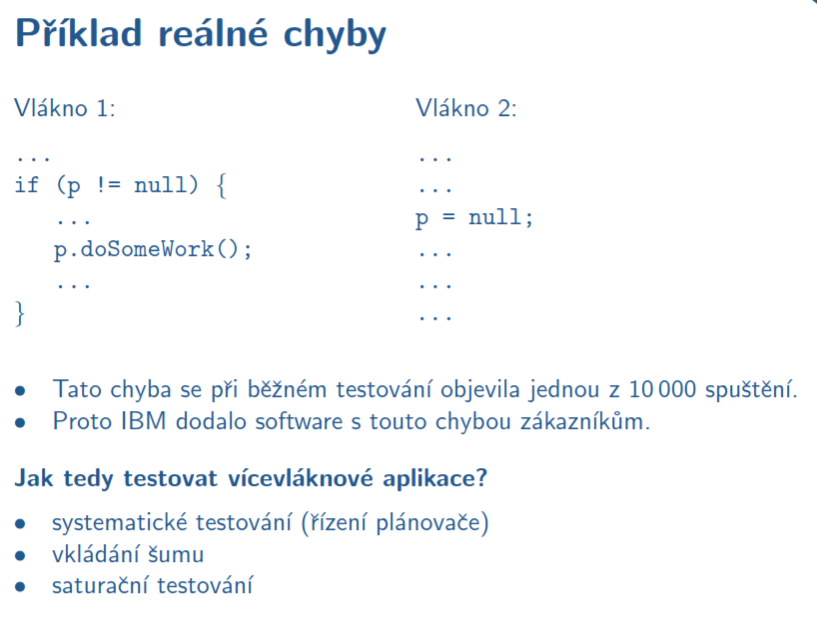 Příklad reálné chyby
Vlákno 1:
...
if (p != null) {
...
p.doSomeWork();
...
}
Vlákno 2:
...
...
p = null;
...
...
...
• Tato chyba se při běžném testování objevila jednou z 10 000 spuštění.
• Proto IBM dodalo software s touto chybou zákazníkům.
Jak tedy testovat vícevláknové aplikace?
• systematické testování (řízení plánovače)
• vkládání šumu
• saturační testování